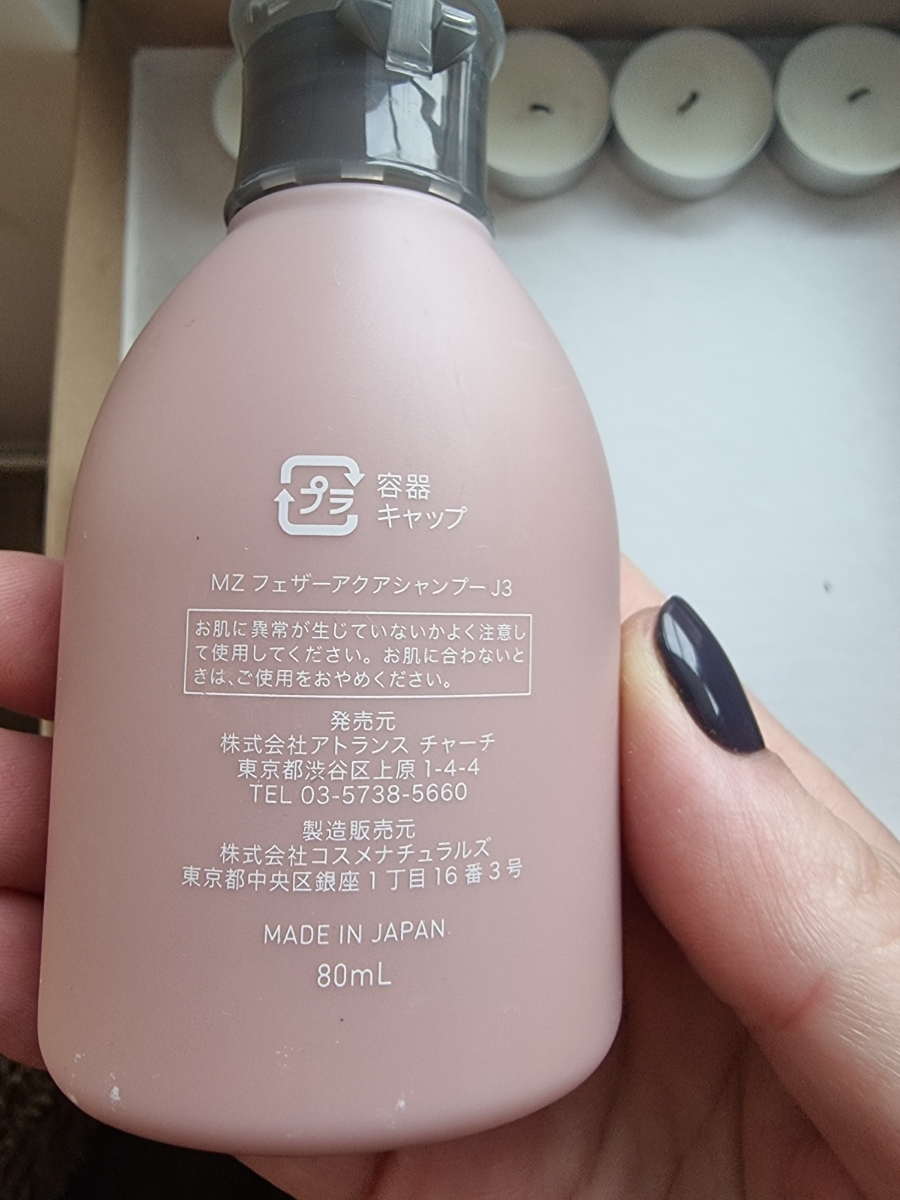 プラ
容器
キャップ
MZ フェザーアクアシャンプー J3
お肌に異常が生じていないかよく注意し
て使用してください。お肌に合わないと
きは、ご使用をおやめください。
発売元
株式会社アトランス チャーチ
東京都渋谷区上原 1-4-4
TEL 03-5738-5660
製造販売元
株式会社コスメナチュラルズ
東京都中央区銀座 1 丁目 16 番 3 号
MADE IN JAPAN
80mL